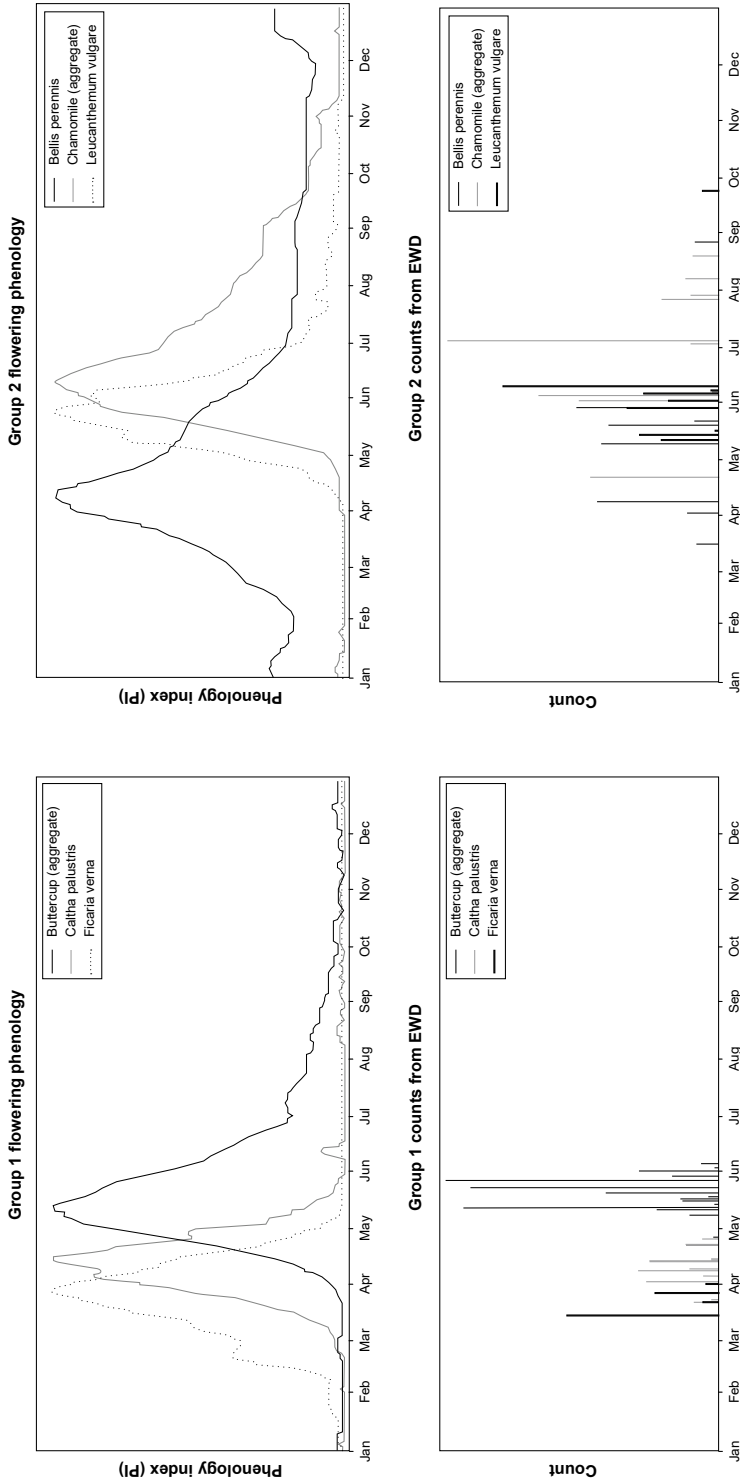 Group 1 flowering phenology
Phenology index (PI)
Buttercup (aggregate)
Caltha palustris
Ficaria verna
Jan Feb Mar Apr May Jun Jul Aug Sep Oct Nov Dec
Group 2 flowering phenology
Phenology index (PI)
Bellis perennis
Chamomile (aggregate)
Leucanthemum vulgare
Jan Feb Mar Apr May Jun Jul Aug Sep Oct Nov Dec
Group 1 counts from EWD
Count
Buttercup (aggregate)
Caltha palustris
Ficaria verna
Jan Feb Mar Apr May Jun Jul Aug Sep Oct Nov Dec
Group 2 counts from EWD
Count
Bellis perennis
Chamomile (aggregate)
Leucanthemum vulgare
Jan Feb Mar Apr May Jun Jul Aug Sep Oct Nov Dec